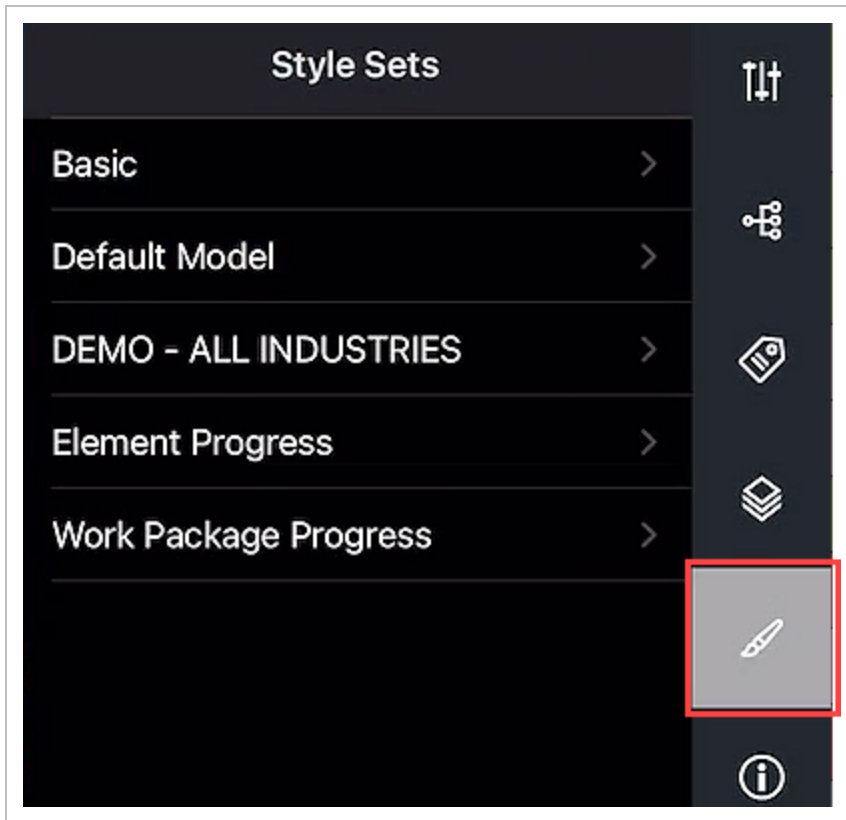 Style Sets
Basic
Default Model
DEMO - ALL INDUSTRIES
Element Progress
Work Package Progress